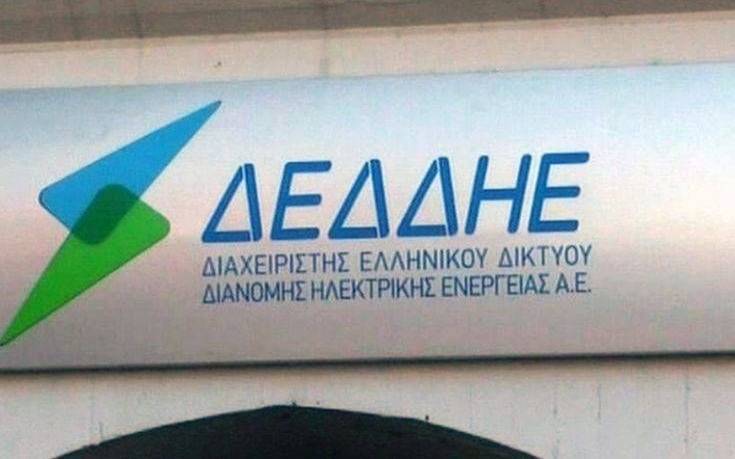 ΔΕΔΔΗΕ
ΔΙΑΧΕΙΡΙΣΤΗΣ ΕΛΛΗΝΙΚΟΥ ΔΙΚΤΥΟΥ
ΔΙΑΝΟΜΗΣ ΗΛΕΚΤΡΙΚΗΣ ΕΝΕΡΓΕΙΑΣ Α.Ε.